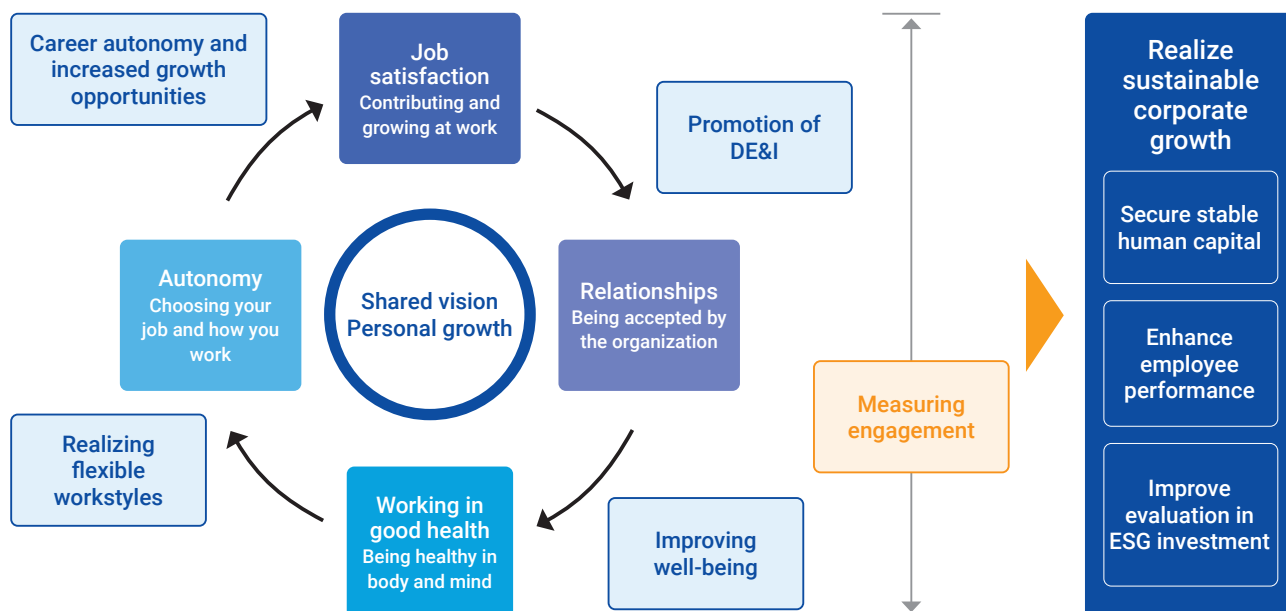 Career autonomy and
increased growth
opportunities
Job
satisfaction
Contributing and
growing at work
Promotion of
DE&I
Autonomy
Choosing your
job and how you
work
Shared vision
Personal growth
Relationships
Being accepted by
the organization
Realizing
flexible
workstyles
Working in
good health
Being healthy in
body and mind
Improving
well-being
Measuring
engagement
Realize
sustainable
corporate
growth
Secure stable
human capital
Enhance
employee
performance
Improve
evaluation in
ESG investment